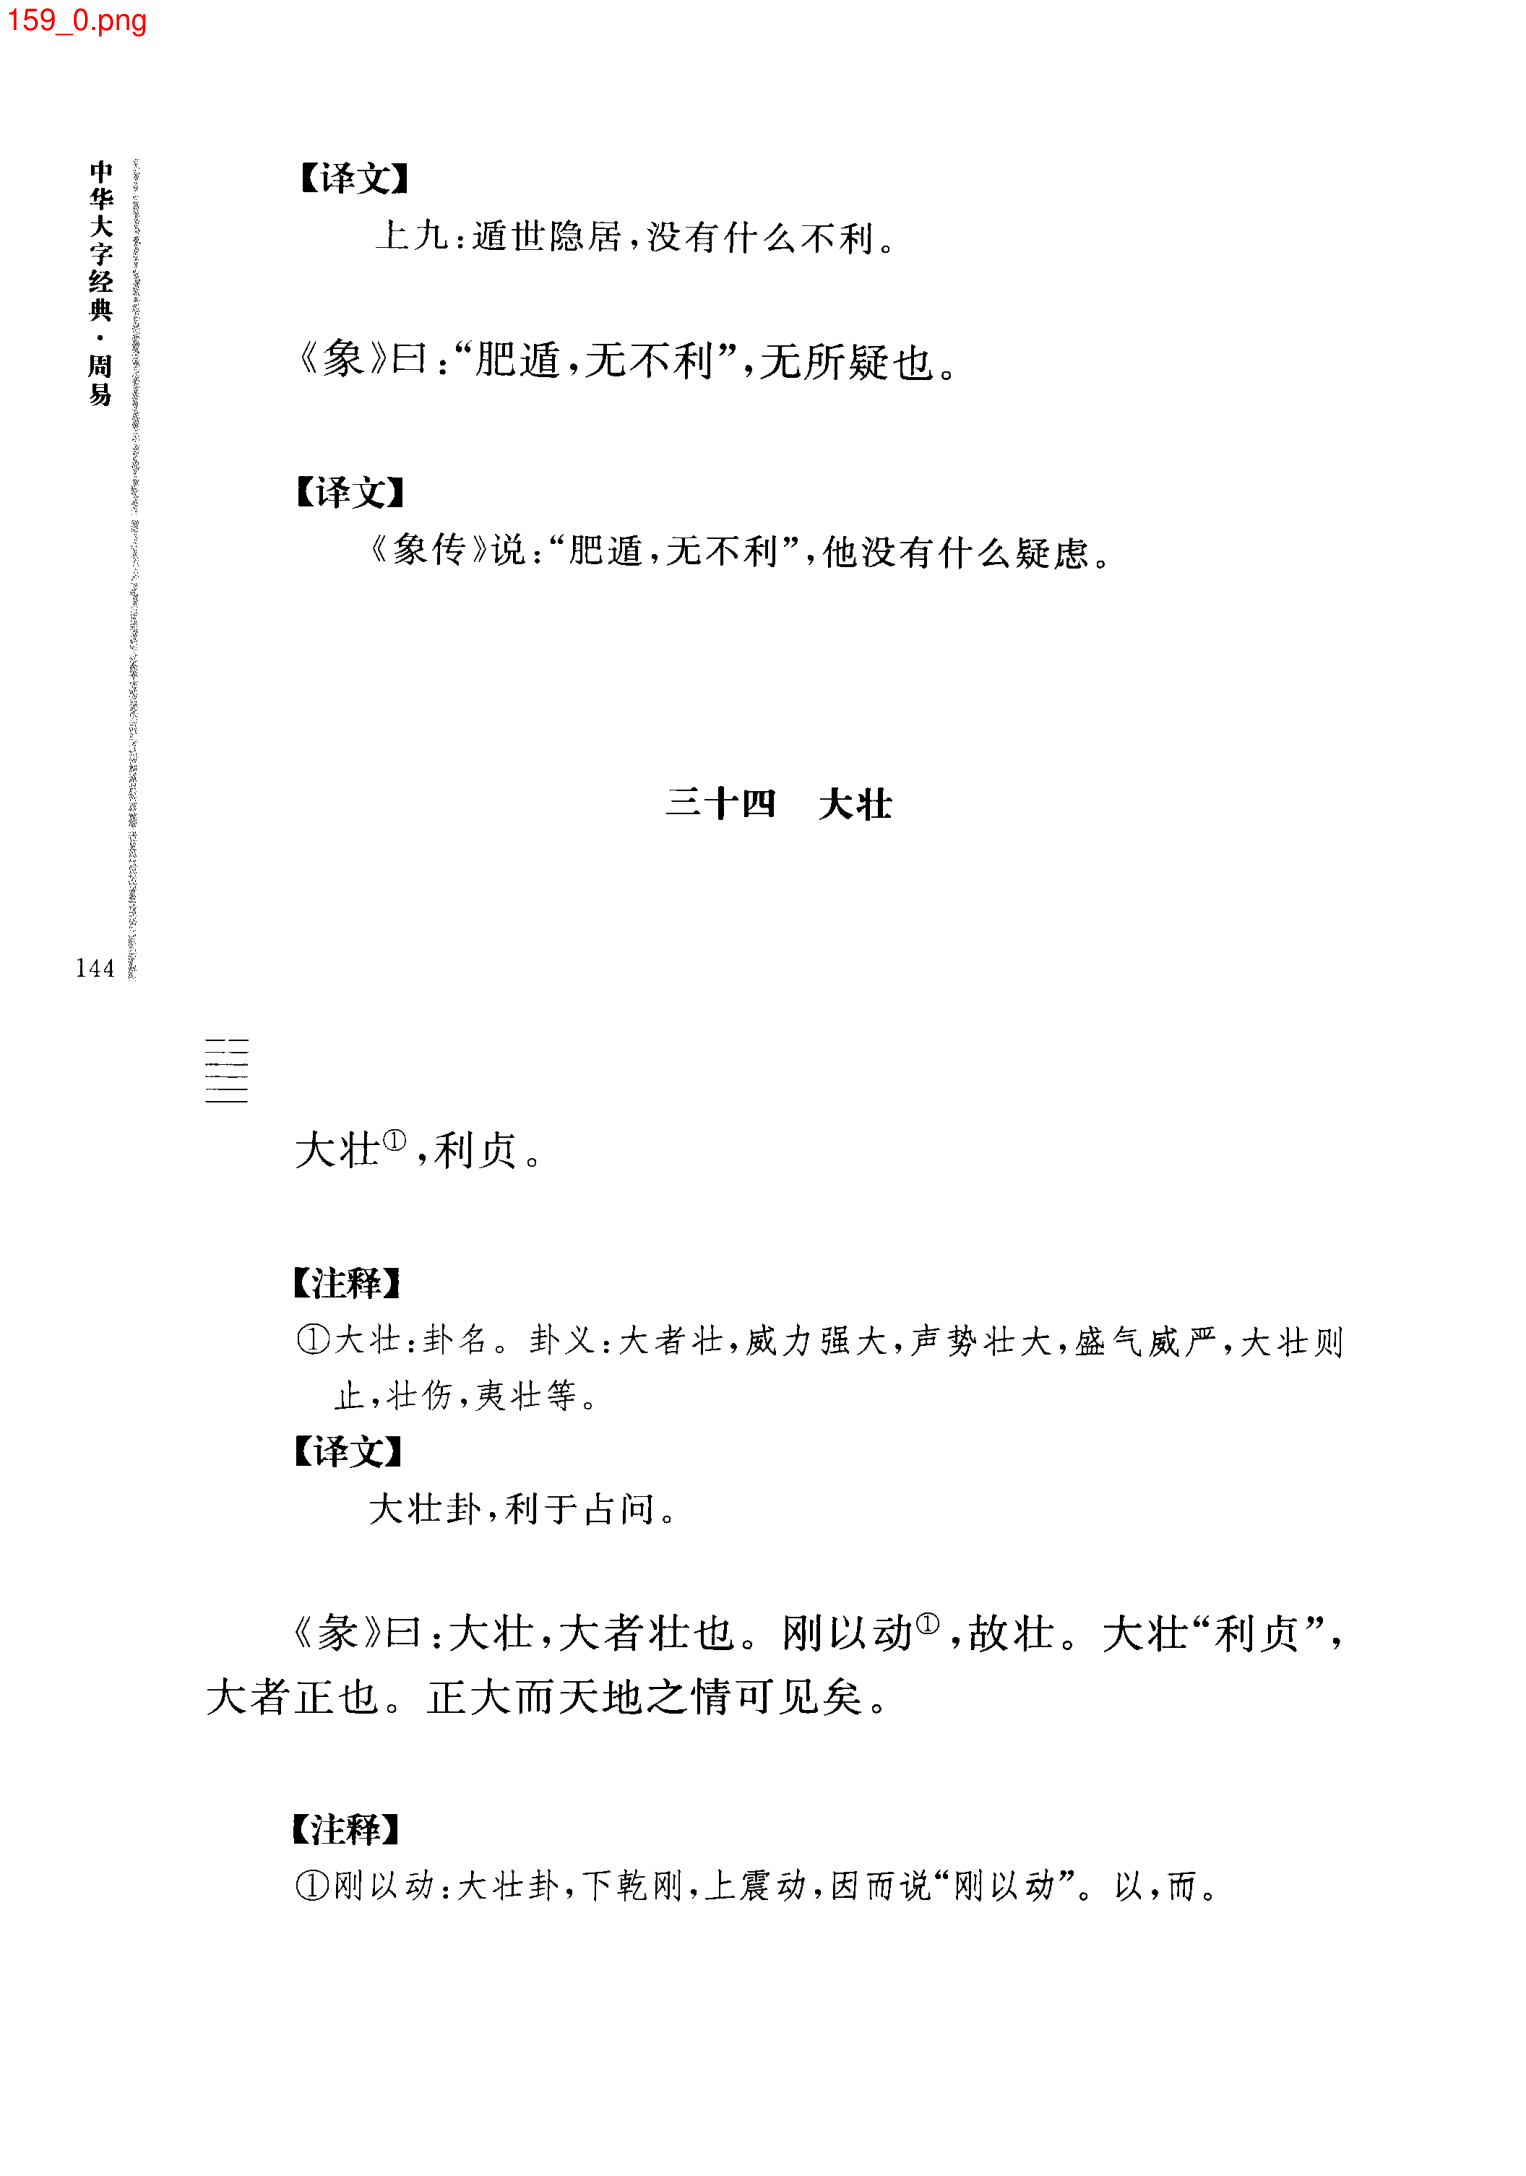 159_0.png
中华大字经典·周易
【译文】
上九：遁世隐居，没有什么不利。
《象》曰：“肥遁，无不利”，无所疑也。
【译文】
《象传》说：“肥遁，无不利”，他没有什么疑虑。
三十四　大壮
144
大壮①，利贞。
【注释】
①大壮：卦名。卦义：大者壮，威力强大，声势壮大，盛气威严，大壮则
止，壮伤，夷壮等。
【译文】
大壮卦，利于占问。
《彖》曰：大壮，大者壮也。刚以动①，故壮。大壮“利贞”，
大者正也。正大而天地之情可见矣。
【注释】
①刚以动：大壮卦，下乾刚，上震动，因而说“刚以动”。以，而。